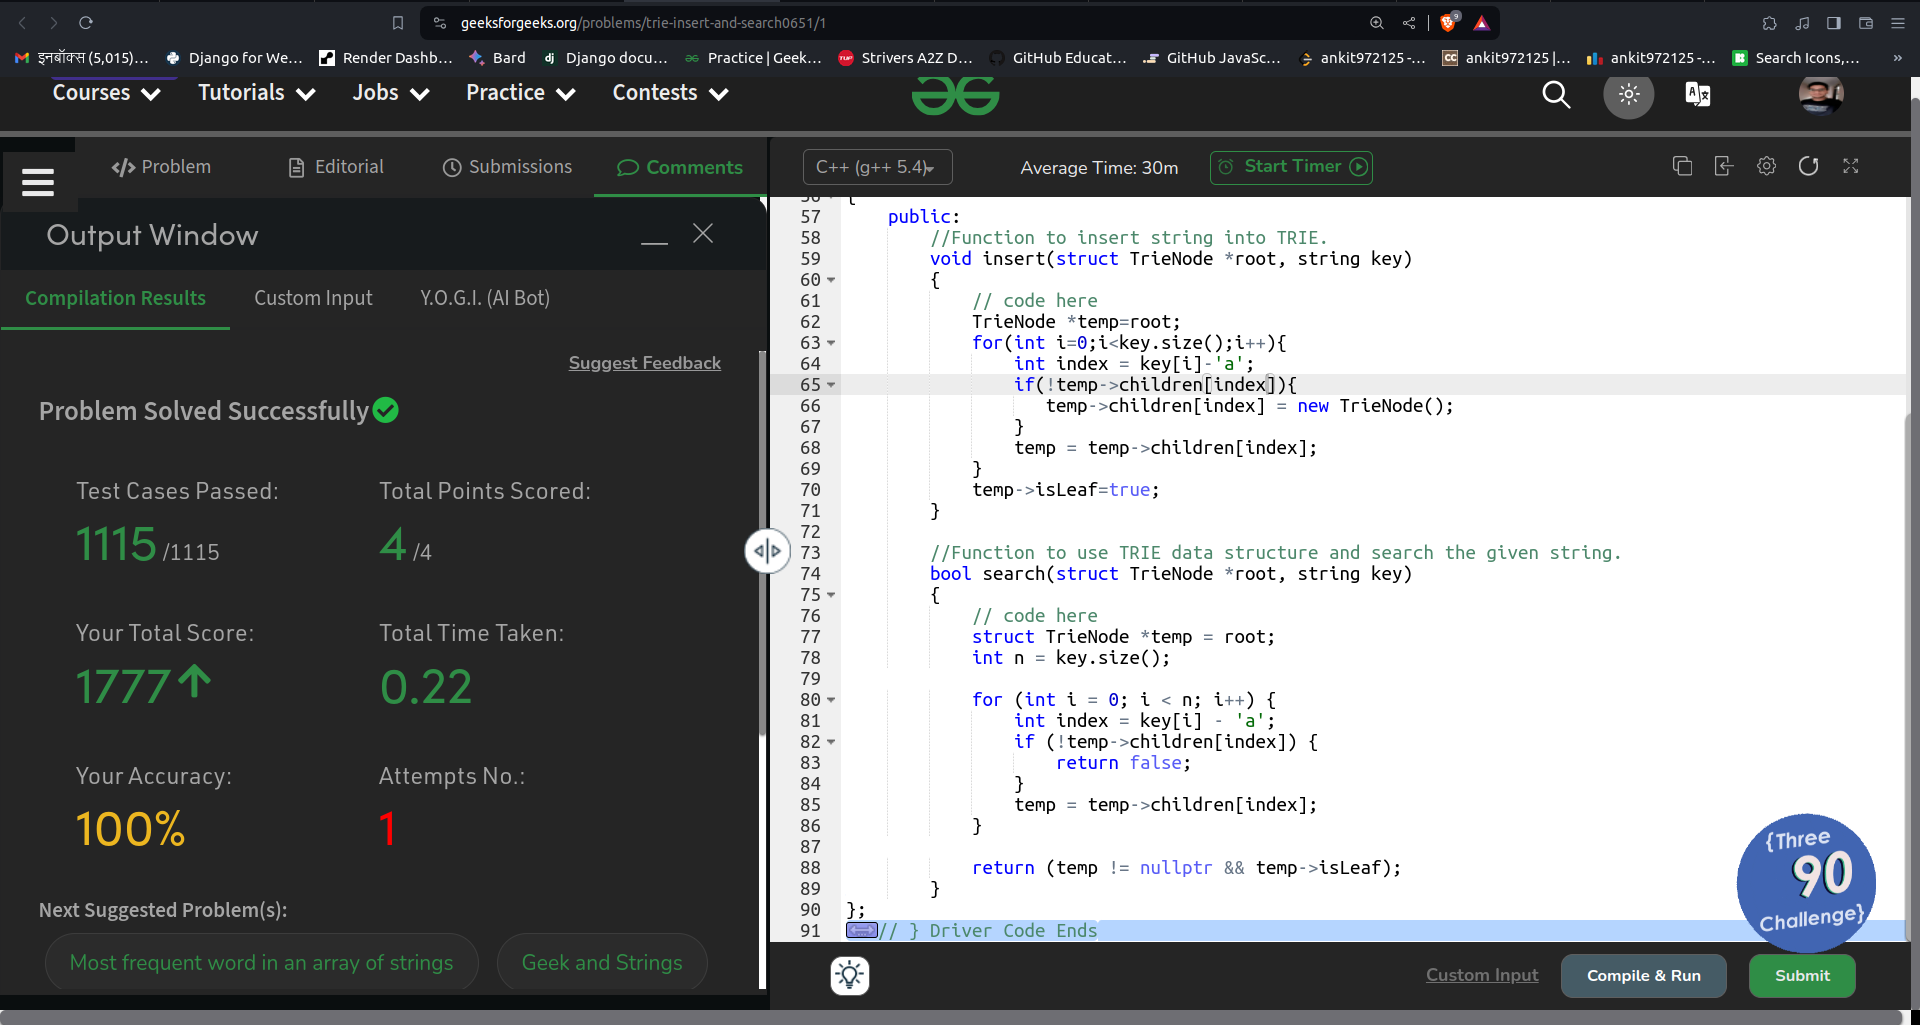 geeksforgeeks.org/problems/trie-insert-and-search0651/1
9
इनबॉक्स (5,015)...
Django for We...
Render Dashb...
Bard
dj Django docu...
Practice | Geek...
TUF Strivers A2Z D...
GitHub Educat...
GitHub JavaSc...
ankit972125 -...
CC ankit972125 |...
ankit972125 -...
Search Icons,...
»
Courses
Tutorials
Jobs
Practice
Contests
</> Problem
Editorial
Submissions
Comments
Output Window
Compilation Results
Custom Input
Y.O.G.I. (AI Bot)
Suggest Feedback
Problem Solved Successfully
Test Cases Passed:
1115 /1115
Total Points Scored:
4 /4
Your Total Score:
1777
Total Time Taken:
0.22
Your Accuracy:
100%
Attempts No.:
1
Next Suggested Problem(s):
Most frequent word in an array of strings
Geek and Strings
C++ (g++ 5.4)
Average Time: 30m
Start Timer
56 {
57 public:
58 //Function to insert string into TRIE.
59 void insert(struct TrieNode *root, string key)
60 {
61 // code here
62 TrieNode *temp=root;
63 for(int i=0;i<key.size();i++){
64 int index = key[i]-'a';
65 if(!temp->children[index]){
66 temp->children[index] = new TrieNode();
67 }
68 temp = temp->children[index];
69 }
70 temp->isLeaf=true;
71 }
72
73 //Function to use TRIE data structure and search the given string.
74 bool search(struct TrieNode *root, string key)
75 {
76 // code here
77 struct TrieNode *temp = root;
78 int n = key.size();
79
80 for (int i = 0; i < n; i++) {
81 int index = key[i] - 'a';
82 if (!temp->children[index]) {
83 return false;
84 }
85 temp = temp->children[index];
86 }
87
88 return (temp != nullptr && temp->isLeaf);
89 }
90 };
91 // } Driver Code Ends
{Three
90
Challenge}
Custom Input
Compile & Run
Submit